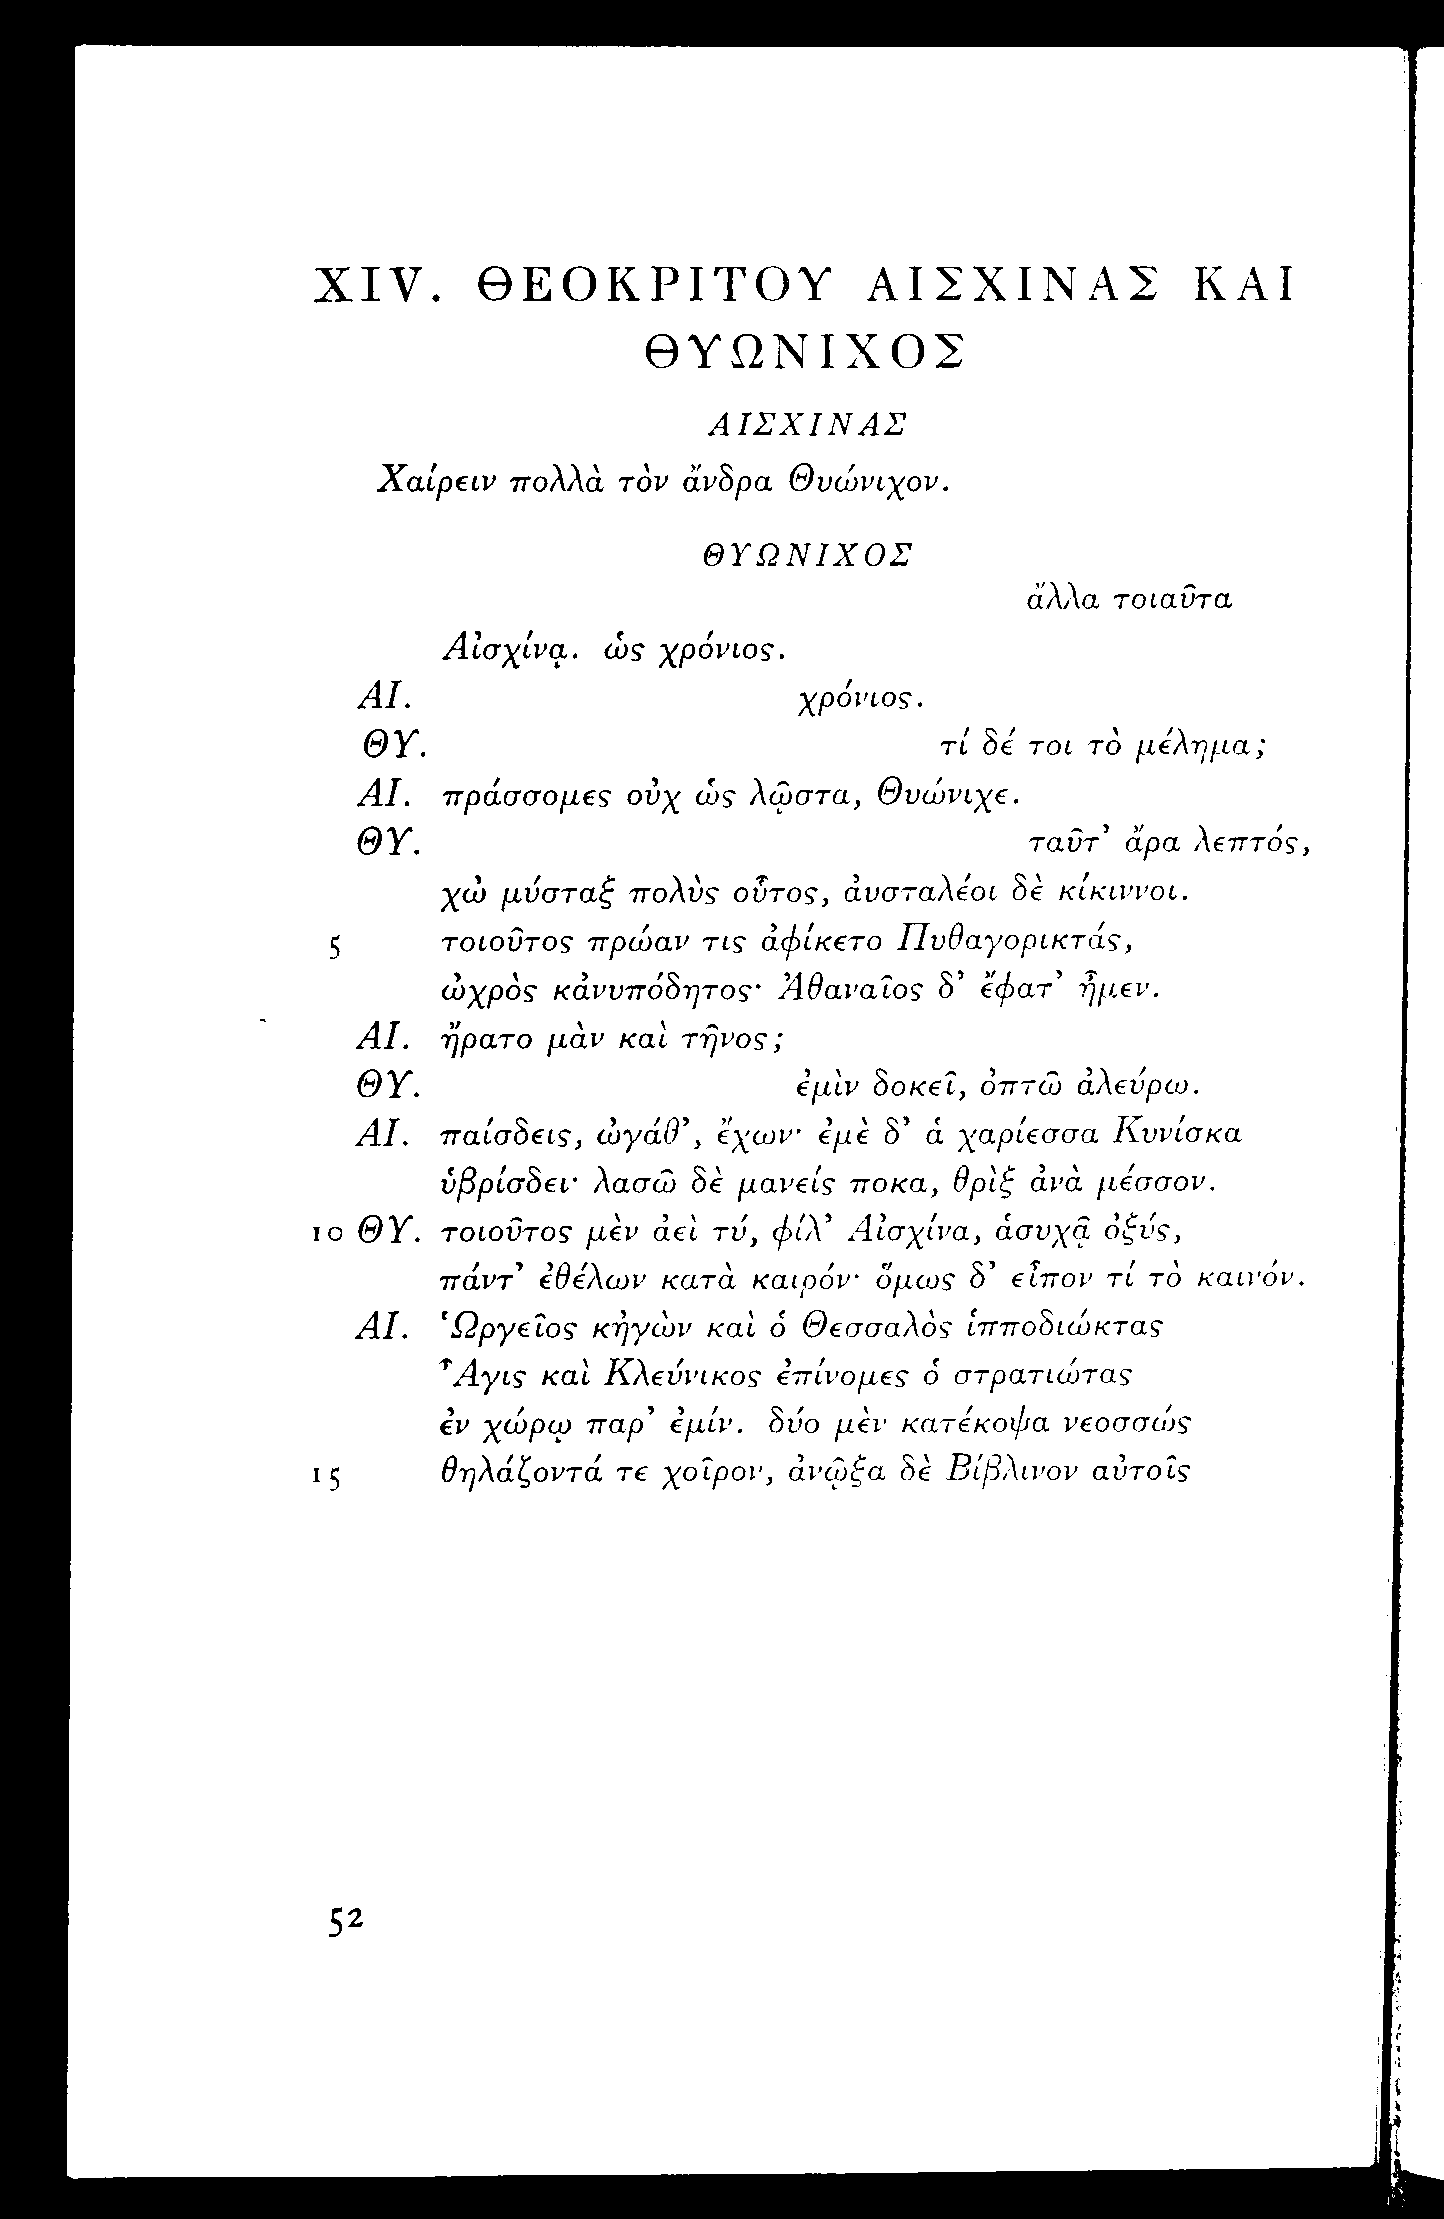 XIV. ΘΕΟΚΡΙΤΟΥ ΑΙΣΧΙΝΑΣ ΚΑΙ
ΘΥΩΝΙΧΟΣ
ΑΙΣΧΙΝΑΣ
Χαίρειν πολλὰ τὸν ἄνδρα Θυώνιχον.
ΘΥΩΝΙΧΟΣ
ἄλλα τοιαῦτα
Αἰσχίνᾳ. ὡς χρόνιος.
ΑΙ. χρόνιος.
ΘΥ. τί δέ τοι τὸ μέλημα;
ΑΙ. πράσσομες οὐχ ὡς λῷστα, Θυώνιχε.
ΘΥ. ταῦτ’ ἄρα λεπτός,
χὠ μύσταξ πολὺς οὗτος, ἀυσταλέοι δὲ κίκιννοι.
5 τοιοῦτος πρώαν τις ἀφίκετο Πυθαγορικτάς,
ὠχρὸς κἀνυπόδητος· Ἀθαναῖος δ’ ἔφατ’ ἦμεν.
ΑΙ. ἤρατο μὰν καὶ τῆνος;
ΘΥ. ἐμὶν δοκεῖ, ὀπτῶ ἀλεύρω.
ΑΙ. παίσδεις, ὠγάθ’, ἔχων· ἐμὲ δ’ ἁ χαρίεσσα Κυνίσκα
ὑβρίσδει· λασῶ δὲ μανείς ποκα, θρὶξ ἀνὰ μέσσον.
10 ΘΥ. τοιοῦτος μὲν ἀεὶ τύ, φίλ’ Αἰσχίνα, ἁσυχᾷ ὀξύς,
πάντ’ ἐθέλων κατὰ καιρόν· ὅμως δ’ εἶπον τί τὸ καινόν.
ΑΙ. Ὡργεῖος κἠγὼν καὶ ὁ Θεσσαλὸς ἱπποδιώκτας
Ἆγις καὶ Κλεύνικος ἐπίνομες ὁ στρατιώτας
ἐν χώρῳ παρ’ ἐμίν. δύο μὲν κατέκοψα νεοσσώς
15 θηλάζοντά τε χοῖρον, ἀνῷξα δὲ Βίβλινον αὐτοῖς
52